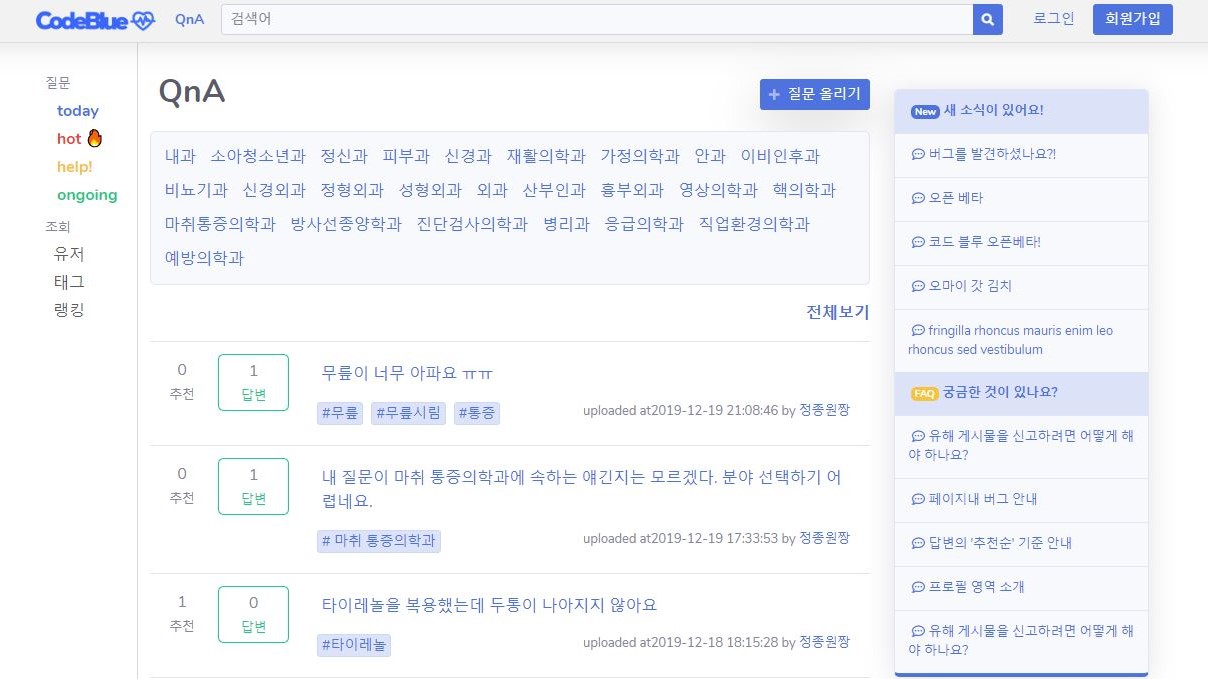 CodeBlue QnA 검색어 로그인 회원가입
질문
today
hot
help!
ongoing
조회
유저
태그
랭킹
QnA
+ 질문 올리기
내과 소아청소년과 정신과 피부과 신경과 재활의학과 가정의학과 안과 이비인후과
비뇨기과 신경외과 정형외과 성형외과 외과 산부인과 흉부외과 영상의학과 핵의학과
마취통증의학과 방사선종양학과 진단검사의학과 병리과 응급의학과 직업환경의학과
예방의학과
전체보기
0
추천
1
답변
무릎이 너무 아파요 ㅠㅠ
#무릎 #무릎시림 #통증
uploaded at2019-12-19 21:08:46 by 정종원짱
0
추천
1
답변
내 질문이 마취 통증의학과에 속하는 얘긴지는 모르겠다. 분야 선택하기 어
렵네요.
# 마취 통증의학과
uploaded at2019-12-19 17:33:53 by 정종원짱
1
추천
0
답변
타이레놀을 복용했는데 두통이 나아지지 않아요
#타이레놀
uploaded at2019-12-18 18:15:28 by 정종원짱
New 새 소식이 있어요!
버그를 발견하셨나요?!
오픈 베타
코드 블루 오픈베타!
오마이 갓 김치
fringilla rhoncus mauris enim leo
rhoncus sed vestibulum
FAQ 궁금한 것이 있나요?
유해 게시물을 신고하려면 어떻게 해
야 하나요?
페이지내 버그 안내
답변의 '추천순' 기준 안내
프로필 영역 소개
유해 게시물을 신고하려면 어떻게 해
야 하나요?